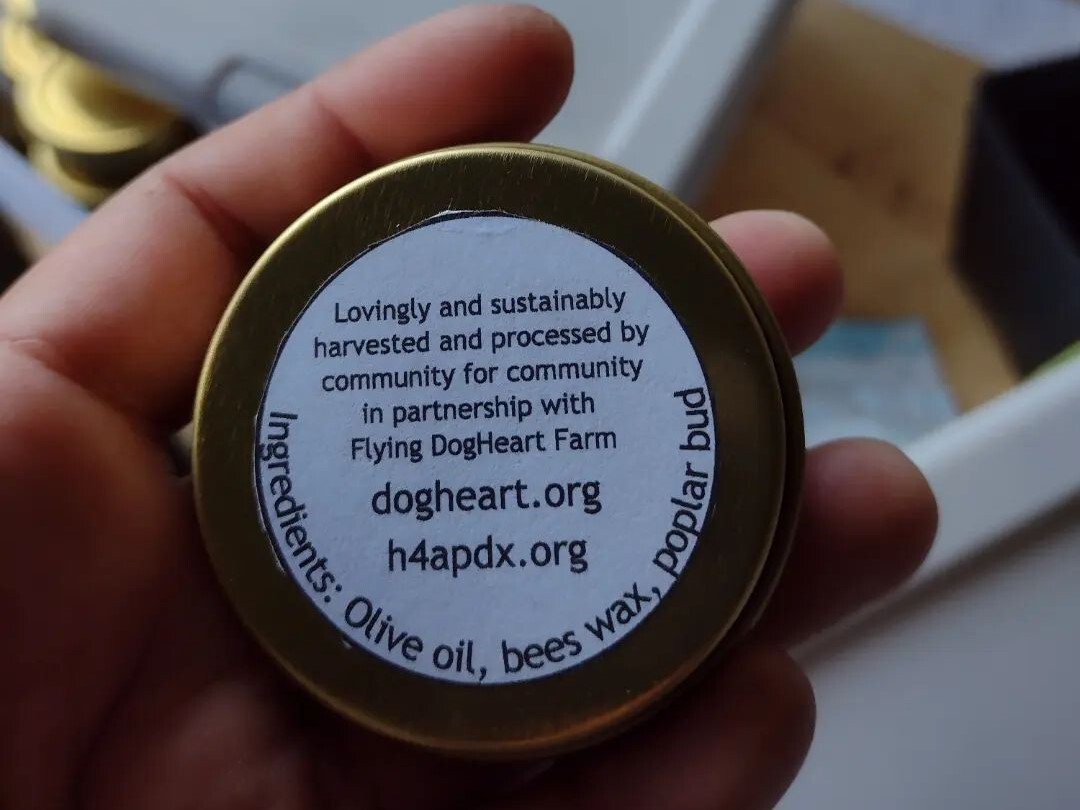 Lovingly and sustainably
harvested and processed by
community for community
in partnership with
Flying DogHeart Farm
dogheart.org
h4apdx.org
Ingredients: Olive oil, bees wax, poplar bud